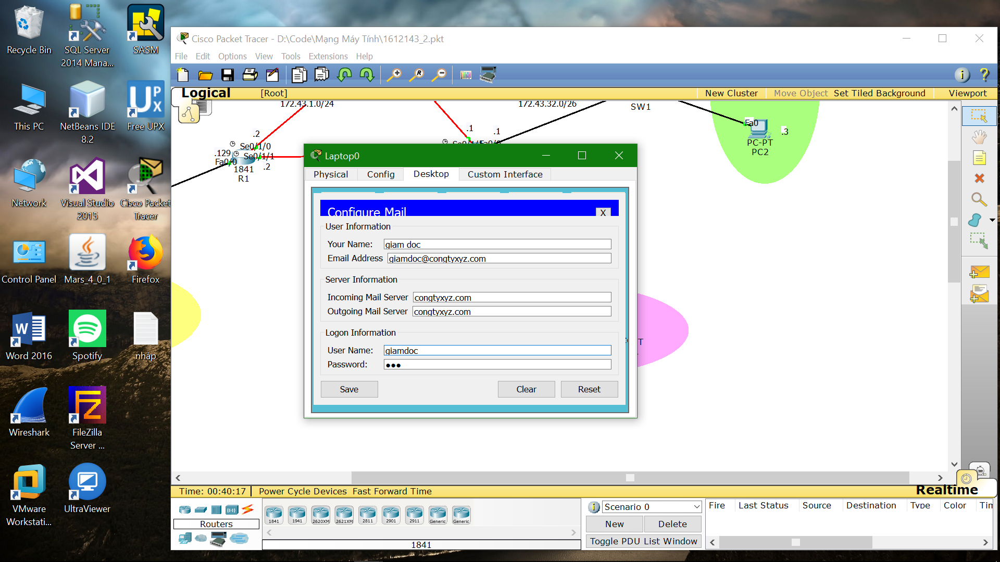 Recycle Bin
SQL Server
2014 Mana...
SASM
This PC
NetBeans IDE
8.2
UPX
Free UPX
Network
Visual Studio
2015
Cisco Packet
Tracer
Control Panel
Mars_4_0_1
Firefox
Word 2016
Spotify
nháp
Wireshark
FileZilla
Server ...
VMware
Workstati...
UltraViewer
Cisco Packet Tracer - D:\Code\Mạng Máy Tính\1612143_2.pkt
File Edit Options View Tools Extensions Help
Logical [Root] New Cluster Move Object Set Tiled Background Viewport
172.43.1.0/24
172.43.32.0/26
SW1
Fa0
.3
PC-PT
PC2
.2
Se0/1/0
.129
Se0/1/1
Fa0/0
1841
.2
R1
.1
.1
Laptop0
Physical Config Desktop Custom Interface
Configure Mail X
User Information
Your Name: giam doc
Email Address giamdoc@congtyxyz.com
Server Information
Incoming Mail Server congtyxyz.com
Outgoing Mail Server congtyxyz.com
Logon Information
User Name: giamdoc
Password: ●●●
Save Clear Reset
T
Time: 00:40:17 Power Cycle Devices Fast Forward Time
Realtime
Routers
1841 1941 2620XM 2621XM 2811 2901 2911 Generic Generic
1841
Scenario 0
New Delete
Toggle PDU List Window
Fire Last Status Source Destination Type Color Tim